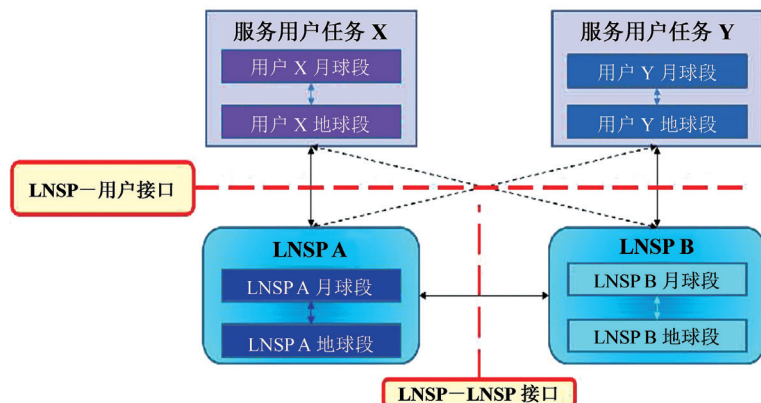 服务用户任务 X
服务用户任务 Y
用户 X 月球段
用户 Y 月球段
用户 X 地球段
用户 Y 地球段
LNSP－用户接口
LNSP A
LNSP B
LNSP A 月球段
LNSP B 月球段
LNSP A 地球段
LNSP B 地球段
LNSP－LNSP 接口